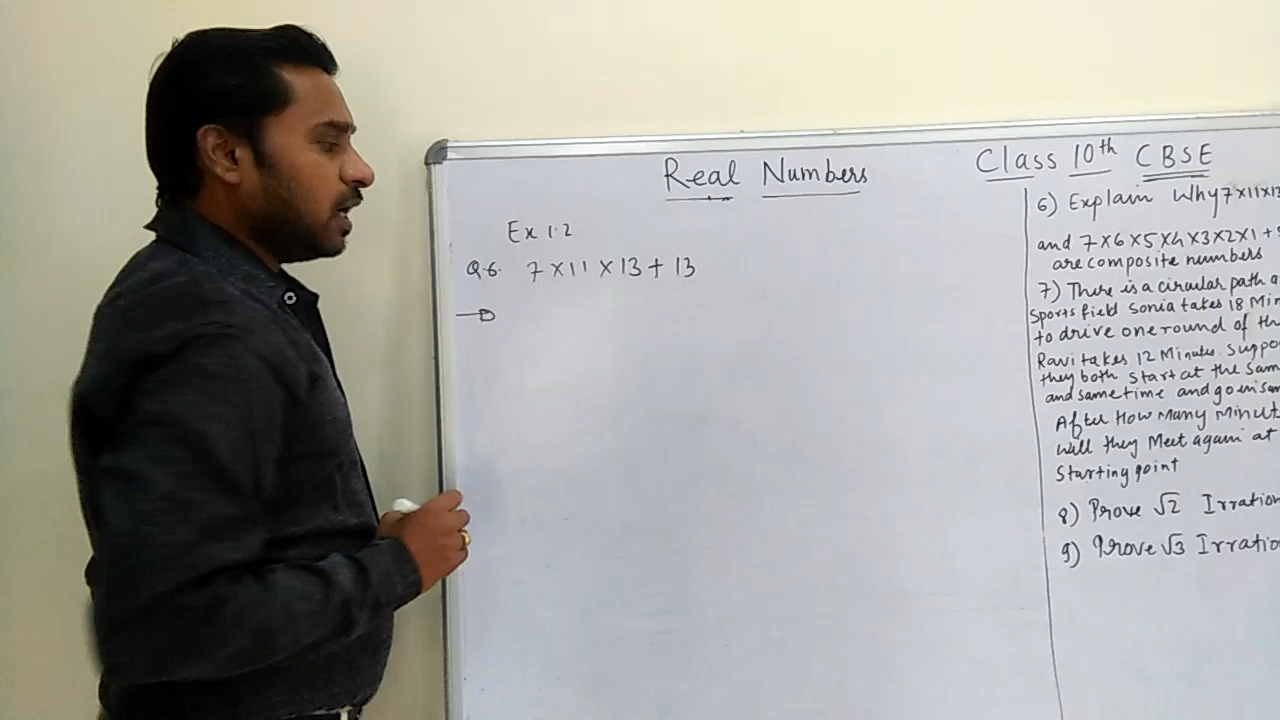 Real Numbers
Class 10th CBSE
Ex 1.2
Q.6. 7 × 11 × 13 + 13
6) Explain Why 7×11×13
and 7×6×5×4×3×2×1+
are composite numbers
7) There is a circular path a
Sports field Sonia takes 18 Min
to drive one round of th
Ravi takes 12 Minutes. Suppo
they both start at the Sam
and same time and go in sam
After How Many Minut
will they Meet again at
Starting point
8) Prove √2 Irration
9) Prove √3 Irratio